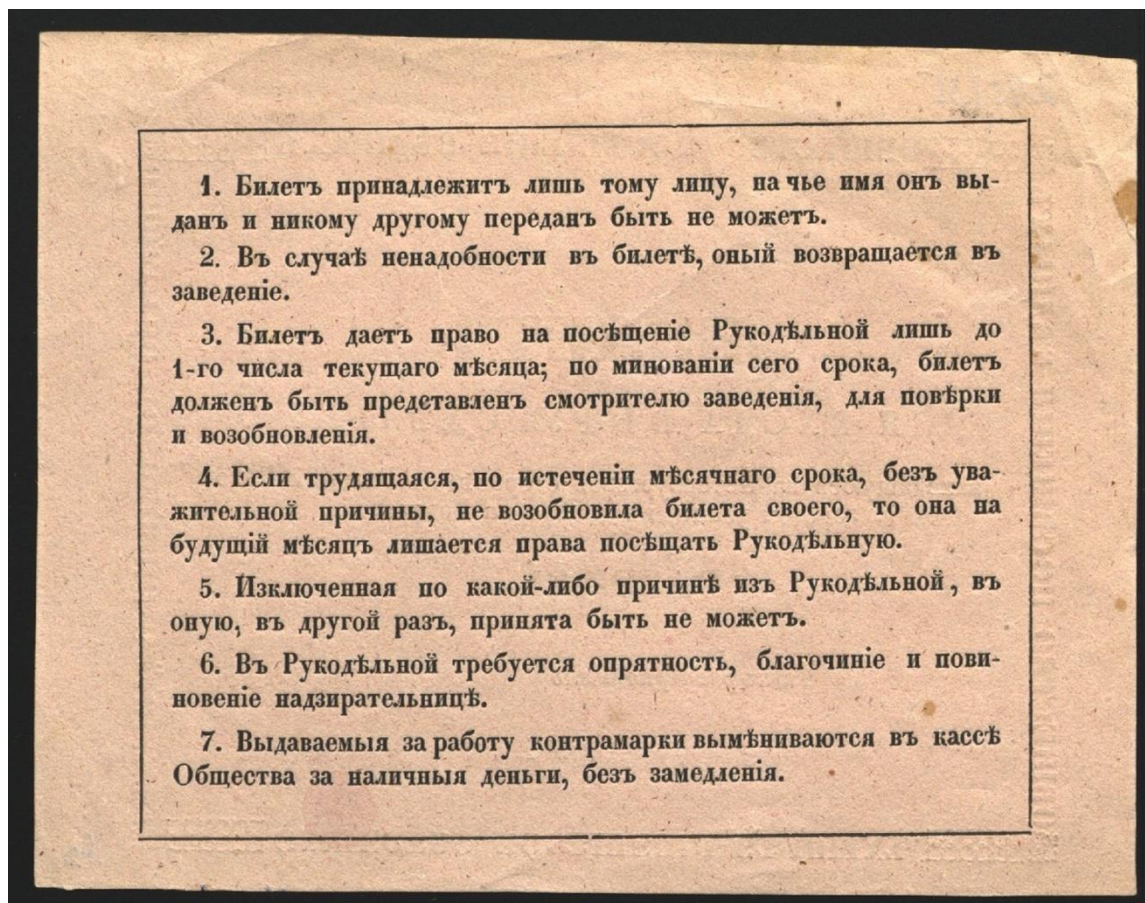 1. Билетъ принадлежитъ лишь тому лицу, на чье имя онъ вы-
данъ и никому другому переданъ быть не можетъ.
2. Въ случаѣ ненадобности въ билетѣ, оный возвращается въ
заведеніе.
3. Билетъ даетъ право на посѣщеніе Рукодѣльной лишь до
1-го числа текущаго мѣсяца; по минованіи сего срока, билетъ
долженъ быть представленъ смотрителю заведенія, для повѣрки
и возобновленія.
4. Если трудящаяся, по истеченіи мѣсячнаго срока, безъ ува-
жительной причины, не возобновила билета своего, то она на
будущій мѣсяцъ лишается права посѣщать Рукодѣльную.
5. Изключенная по какой-либо причинѣ изъ Рукодѣльной, въ
оную, въ другой разъ, принята быть не можетъ.
6. Въ Рукодѣльной требуется опрятность, благочиніе и пови-
новеніе надзирательницѣ.
7. Выдаваемыя за работу контрамарки вымѣниваются въ кассѣ
Общества за наличныя деньги, безъ замедленія.